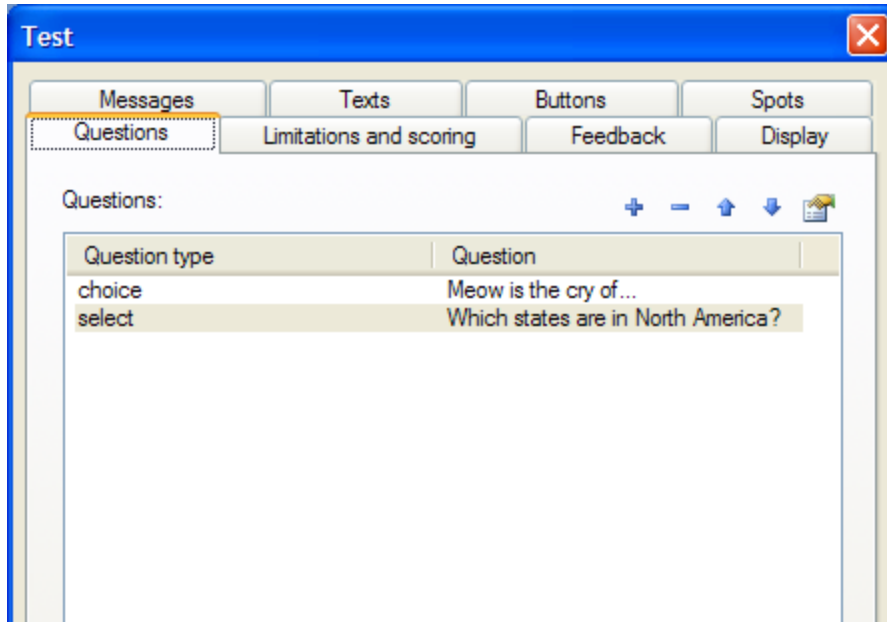 Test
Messages Texts Buttons Spots
Questions Limitations and scoring Feedback Display
Questions:
Question type Question
choice Meow is the cry of...
select Which states are in North America?